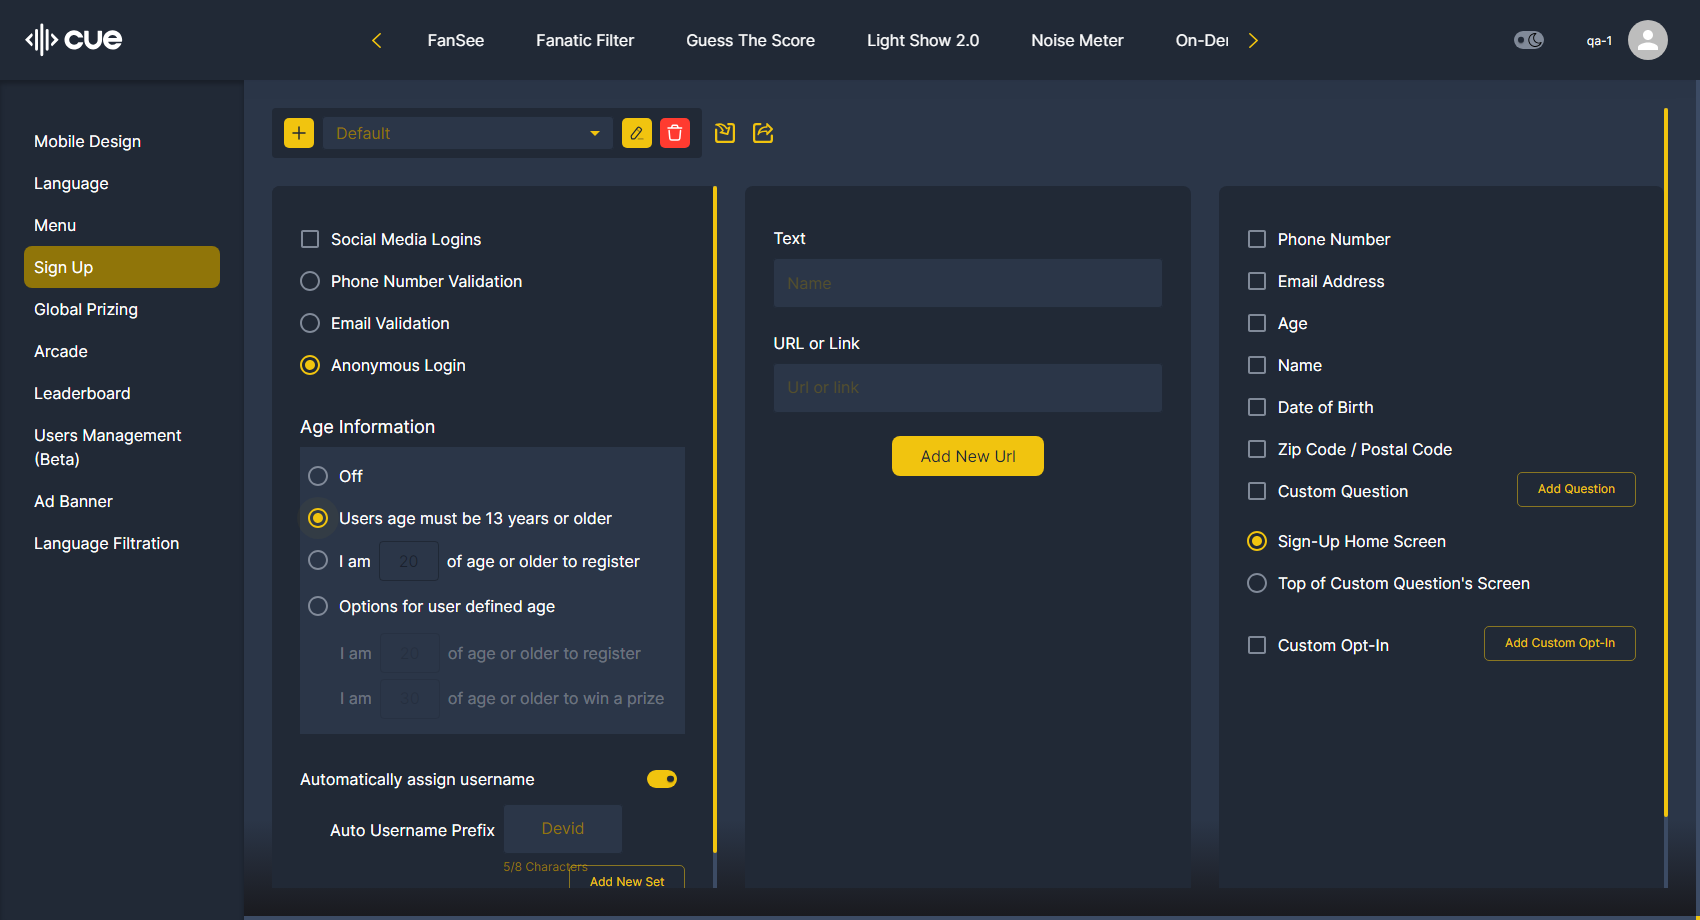 cue
FanSee
Fanatic Filter
Guess The Score
Light Show 2.0
Noise Meter
On-De
qa-1
Mobile Design
Language
Menu
Sign Up
Global Prizing
Arcade
Leaderboard
Users Management
(Beta)
Ad Banner
Language Filtration
Default
Social Media Logins
Phone Number Validation
Email Validation
Anonymous Login
Age Information
Off
Users age must be 13 years or older
I am 20 of age or older to register
Options for user defined age
I am 20 of age or older to register
I am 30 of age or older to win a prize
Automatically assign username
Auto Username Prefix Devid
5/8 Characters
Add New Set
Text
Name
URL or Link
Url or link
Add New Url
Phone Number
Email Address
Age
Name
Date of Birth
Zip Code / Postal Code
Custom Question Add Question
Sign-Up Home Screen
Top of Custom Question's Screen
Custom Opt-In Add Custom Opt-In